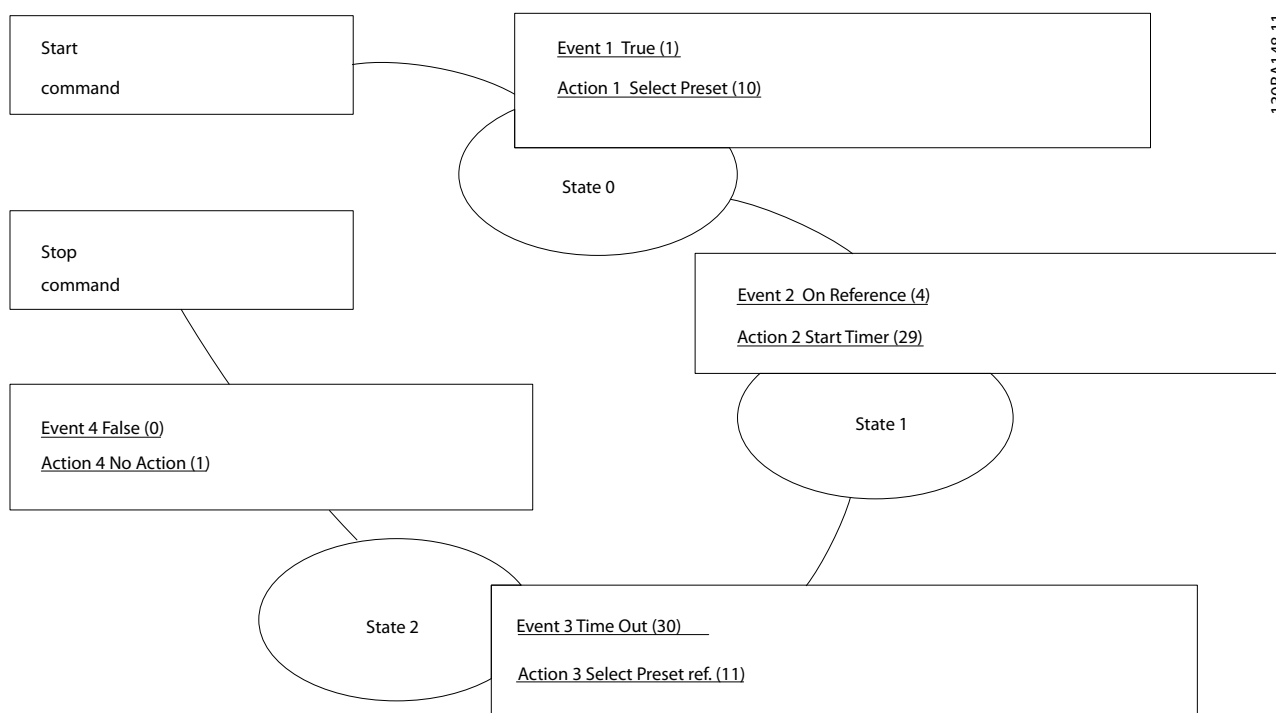 Start
command
Event 1 True (1)
Action 1 Select Preset (10)
130BA148.11
State 0
Stop
command
Event 2 On Reference (4)
Action 2 Start Timer (29)
State 1
Event 4 False (0)
Action 4 No Action (1)
State 2
Event 3 Time Out (30)
Action 3 Select Preset ref. (11)